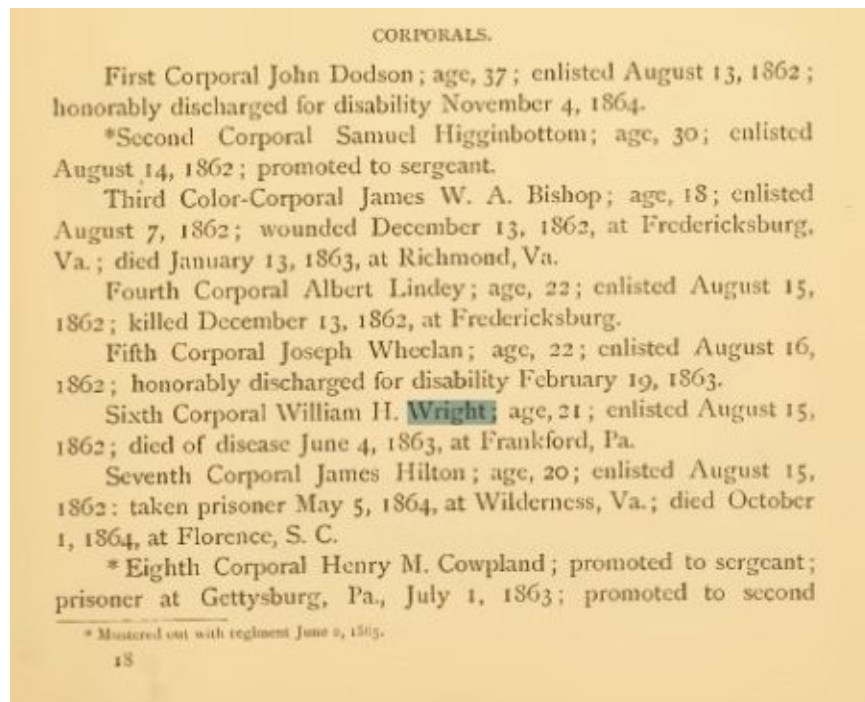 CORPORALS.
First Corporal John Dodson; age, 37; enlisted August 13, 1862;
honorably discharged for disability November 4, 1864.
*Second Corporal Samuel Higginbottom; age, 30; enlisted
August 14, 1862; promoted to sergeant.
Third Color-Corporal James W. A. Bishop; age, 18; enlisted
August 7, 1862; wounded December 13, 1862, at Fredericksburg,
Va.; died January 13, 1863, at Richmond, Va.
Fourth Corporal Albert Lindey; age, 22; enlisted August 15,
1862; killed December 13, 1862, at Fredericksburg.
Fifth Corporal Joseph Wheelan; age, 22; enlisted August 16,
1862; honorably discharged for disability February 19, 1863.
Sixth Corporal William H. Wright; age, 21; enlisted August 15,
1862; died of disease June 4, 1863, at Frankford, Pa.
Seventh Corporal James Hilton; age, 20; enlisted August 15,
1862: taken prisoner May 5, 1864, at Wilderness, Va.; died October
1, 1864, at Florence, S. C.
* Eighth Corporal Henry M. Cowpland; promoted to sergeant;
prisoner at Gettysburg, Pa., July 1, 1863; promoted to second
* Mustered out with regiment June 2, 1865.
18